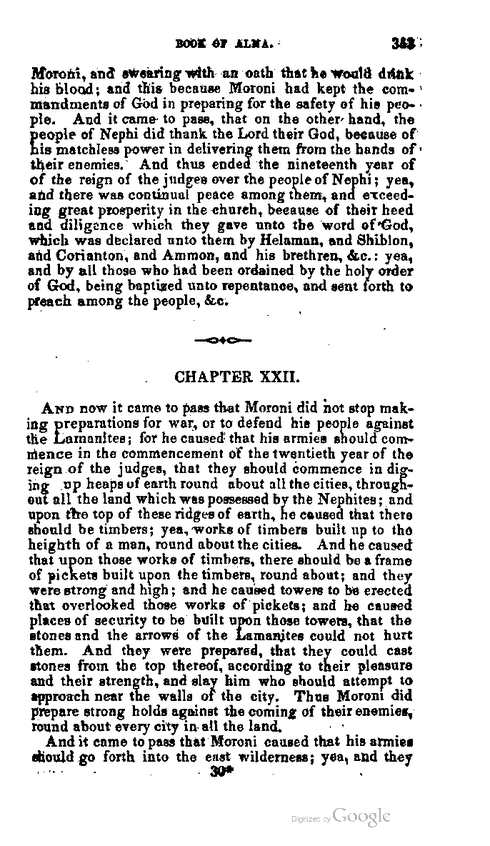 BOOK OF ALMA. 353
Moroni, and swearing with an oath that he would drink
his blood; and this because Moroni had kept the com-
mandments of God in preparing for the safety of his peo-
ple. And it came to pass, that on the other hand, the
people of Nephi did thank the Lord their God, because of
his matchless power in delivering them from the hands of
their enemies. And thus ended the nineteenth year of
of the reign of the judges over the people of Nephi; yea,
and there was continual peace among them, and exceed-
ing great prosperity in the church, because of their heed
and diligence which they gave unto the word of God,
which was declared unto them by Helaman, and Shiblon,
and Corianton, and Ammon, and his brethren, &c.: yea,
and by all those who had been ordained by the holy order
of God, being baptized unto repentance, and sent forth to
preach among the people, &c.
CHAPTER XXII.
AND now it came to pass that Moroni did not stop mak-
ing preparations for war, or to defend his people against
the Lamanites; for he caused that his armies should com-
mence in the commencement of the twentieth year of the
reign of the judges, that they should commence in dig-
ing up heaps of earth round about all the cities, through-
out all the land which was possessed by the Nephites; and
upon the top of these ridges of earth, he caused that there
should be timbers; yea, works of timbers built up to the
heighth of a man, round about the cities. And he caused
that upon those works of timbers, there should be a frame
of pickets built upon the timbers, round about; and they
were strong and high; and he caused towers to be erected
that overlooked those works of pickets; and he caused
places of security to be built upon those towers, that the
stones and the arrows of the Lamanites could not hurt
them. And they were prepared, that they could cast
stones from the top thereof, according to their pleasure
and their strength, and slay him who should attempt to
approach near the walls of the city. Thus Moroni did
prepare strong holds against the coming of their enemies,
round about every city in all the land.
And it came to pass that Moroni caused that his armies
should go forth into the east wilderness; yea, and they
30*
Digitized by Google